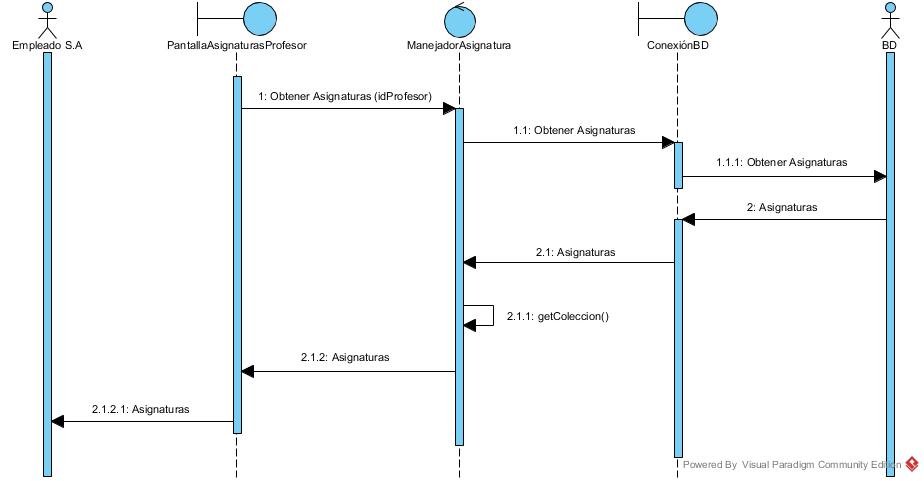 Empleado S.A
PantallaAsignaturasProfesor
ManejadorAsignatura
ConexiónBD
BD
1: Obtener Asignaturas (idProfesor)
1.1: Obtener Asignaturas
1.1.1: Obtener Asignaturas
2: Asignaturas
2.1: Asignaturas
2.1.1: getColeccion()
2.1.2: Asignaturas
2.1.2.1: Asignaturas
Powered By Visual Paradigm Community Edition